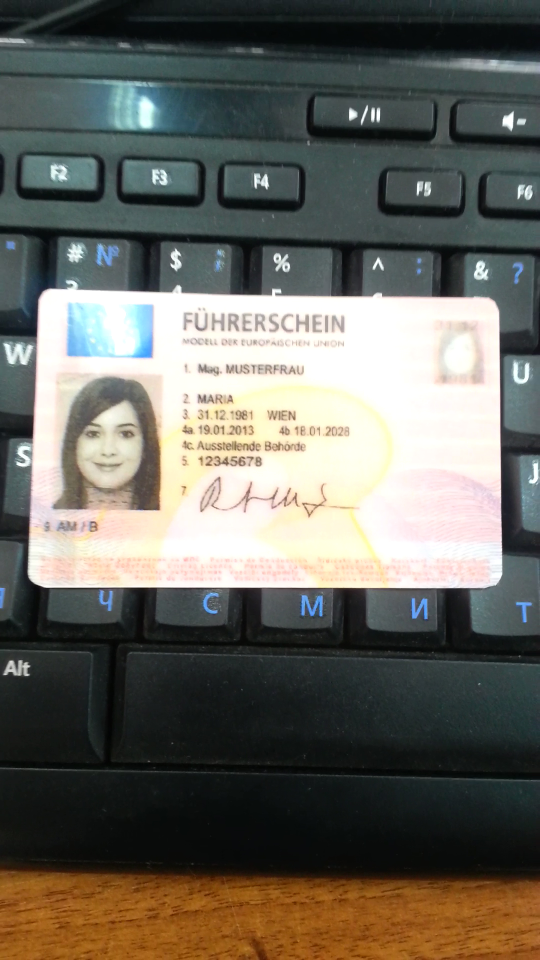 F2
F3
F4
F5
F6
# №
$
%
^ :
& ?
W
U
S
J
FÜHRERSCHEIN
MODELL DER EUROPÄISCHEN UNION
1. Mag. MUSTERFRAU
2. MARIA
3. 31.12.1981 WIEN
4a. 19.01.2013 4b 18.01.2028
4c. Ausstellende Behörde
5. 12345678
7.
9. AM / B
Ч
С
М
И
Т
Alt